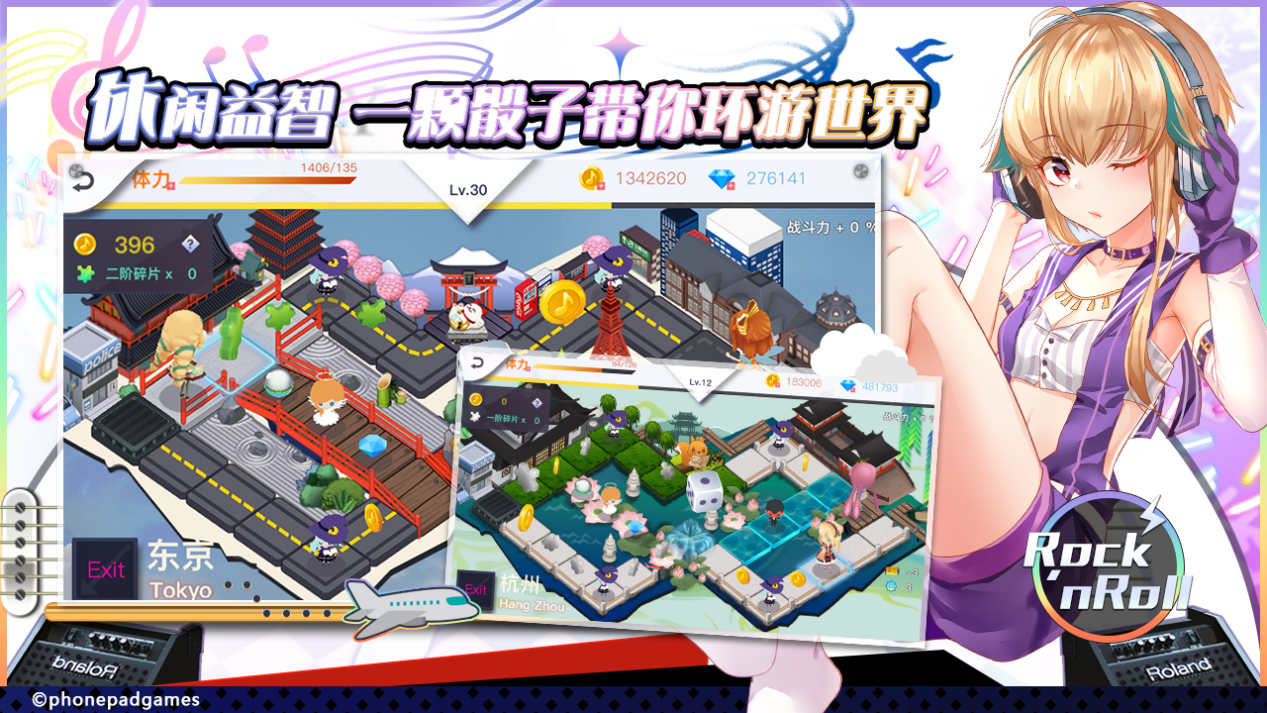 休闲益智 一颗骰子带你环游世界
体力
1406/135
Lv.30
1342620
276141
战斗力 + 0 %
396
?
二阶碎片 x 0
police
Exit
东京
Tokyo
体力
Lv.12
183006
481793
0
?
一阶碎片 x 0
Exit
杭州
Hang Zhou
Rock
'nRoll
Roland
Roland
©phonepadgames